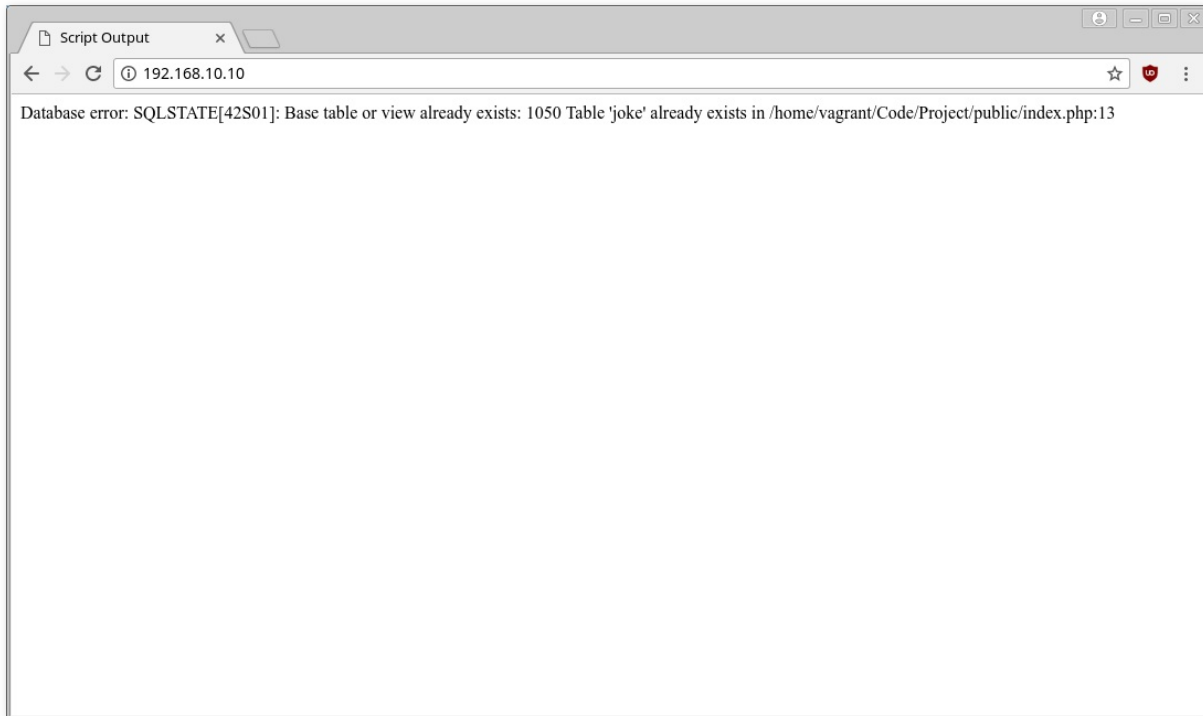 Script Output
192.168.10.10
Database error: SQLSTATE[42S01]: Base table or view already exists: 1050 Table 'joke' already exists in /home/vagrant/Code/Project/public/index.php:13